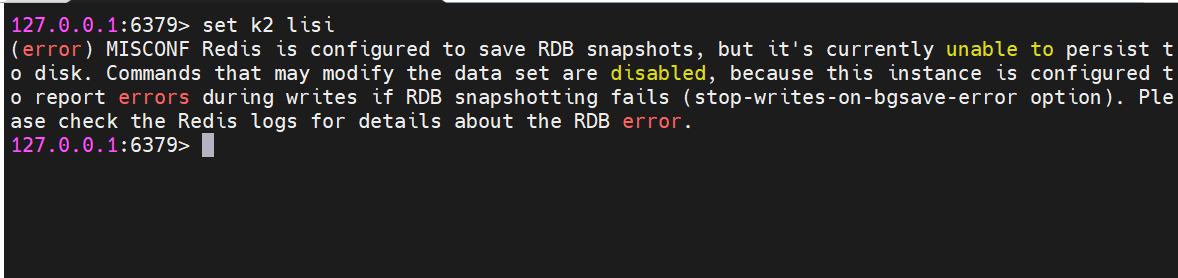 127.0.0.1:6379> set k2 lisi
(error) MISCONF Redis is configured to save RDB snapshots, but it's currently unable to persist t
o disk. Commands that may modify the data set are disabled, because this instance is configured t
o report errors during writes if RDB snapshotting fails (stop-writes-on-bgsave-error option). Ple
ase check the Redis logs for details about the RDB error.
127.0.0.1:6379>